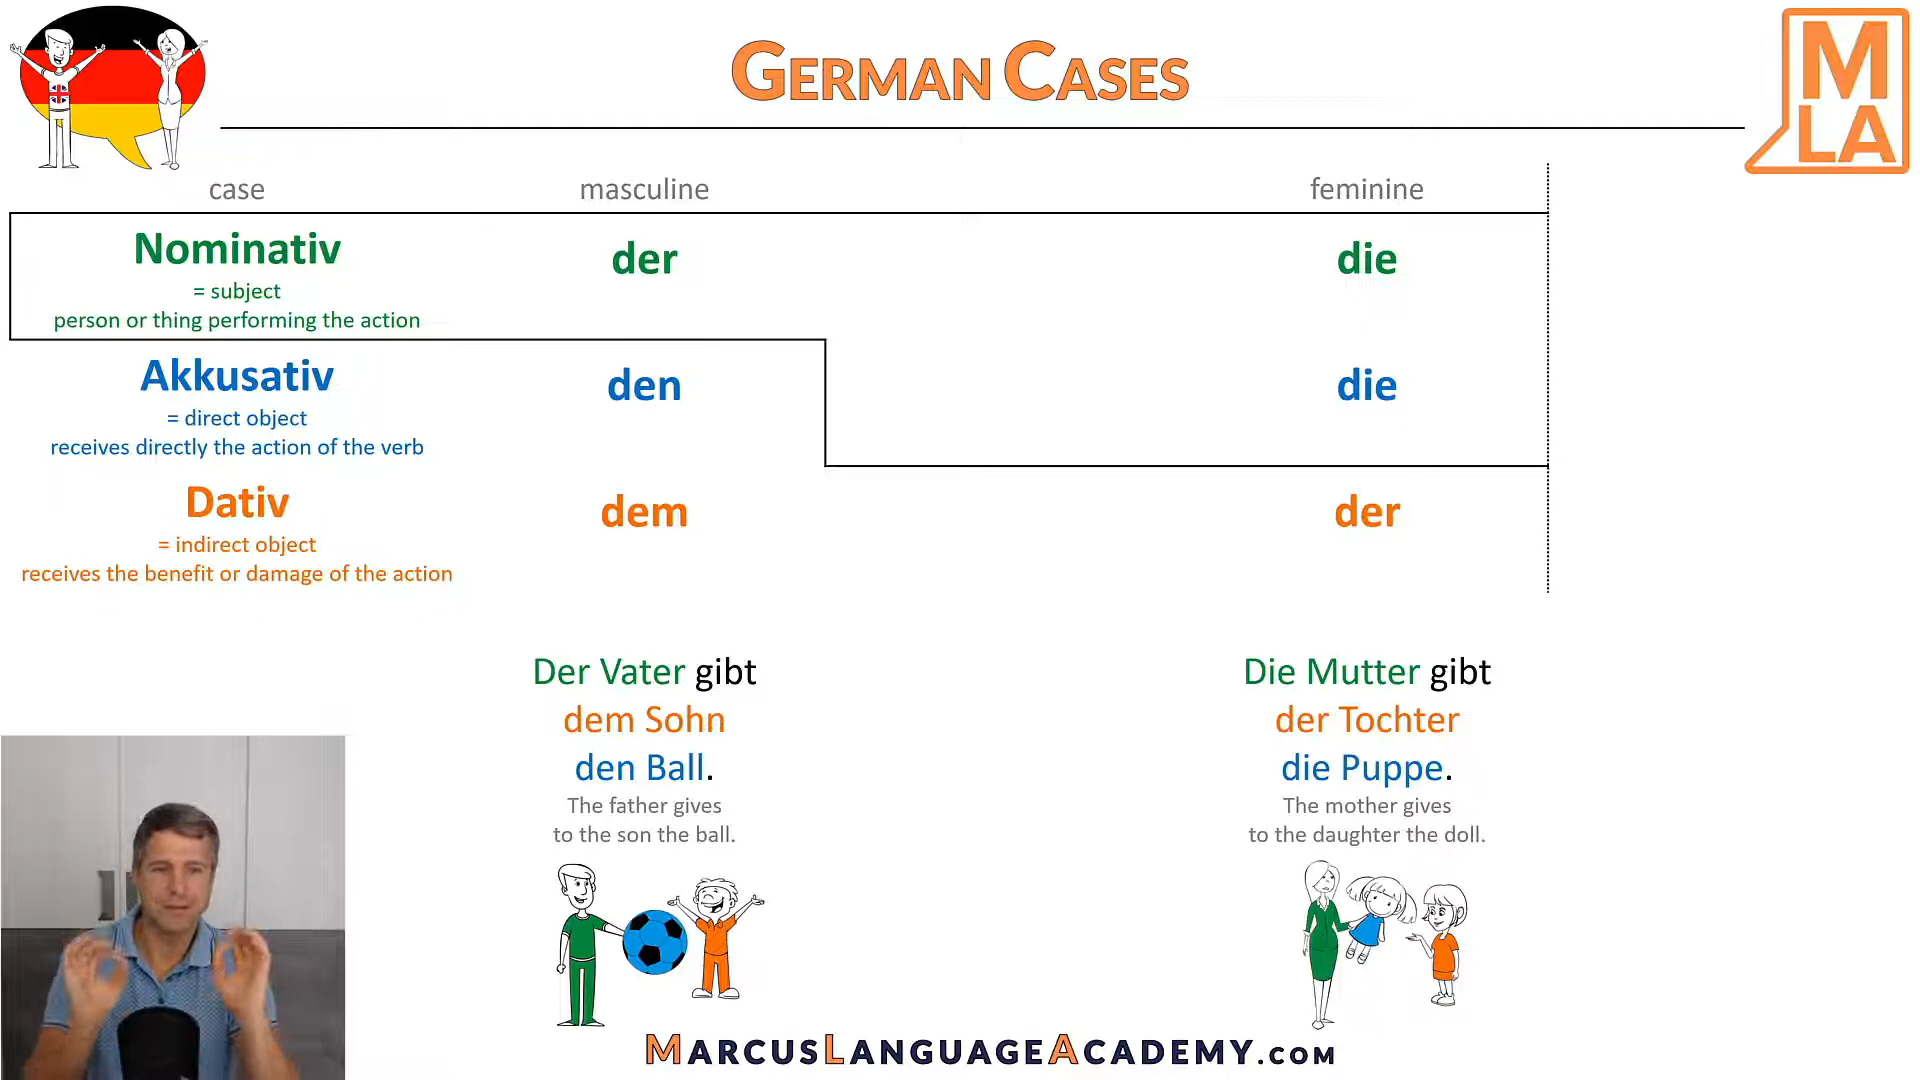 GERMAN CASES
M
LA
case masculine feminine
Nominativ der die
= subject
person or thing performing the action
Akkusativ den die
= direct object
receives directly the action of the verb
Dativ dem der
= indirect object
receives the benefit or damage of the action
Der Vater gibt
dem Sohn
den Ball.
The father gives
to the son the ball.
Die Mutter gibt
der Tochter
die Puppe.
The mother gives
to the daughter the doll.
MARCUSLANGUAGEACADEMY.COM